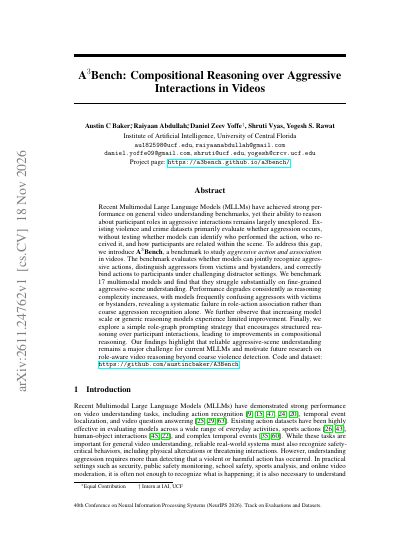 A³Bench: Compositional Reasoning over Aggressive
Interactions in Videos
Austin C Baker*, Raiyaan Abdullah*, Daniel Zeev Yoffe†, Shruti Vyas, Yogesh S. Rawat
Institute of Artificial Intelligence, University of Central Florida
au182598@ucf.edu, raiyaanabdullah@gmail.com
daniel.yoffe09@gmail.com, shruti@ucf.edu, yogesh@crcv.ucf.edu
Project page: https://a3bench.github.io/a3bench/
Abstract
Recent Multimodal Large Language Models (MLLMs) have achieved strong per-
formance on general video understanding benchmarks, yet their ability to reason
about participant roles in aggressive interactions remains largely unexplored. Ex-
isting violence and crime datasets primarily evaluate whether aggression occurs,
without testing whether models can identify who performed the action, who re-
ceived it, and how participants are related within the scene. To address this gap,
we introduce A³Bench, a benchmark to study aggressive action and association
in videos. The benchmark evaluates whether models can jointly recognize aggres-
sive actions, distinguish aggressors from victims and bystanders, and correctly
bind actions to participants under challenging distractor settings. We benchmark
17 multimodal models and find that they struggle substantially on fine-grained
aggressive-scene understanding. Performance degrades consistently as reasoning
complexity increases, with models frequently confusing aggressors with victims
or bystanders, revealing a systematic failure in role-action association rather than
coarse aggression recognition alone. We further observe that increasing model
scale or generic reasoning models experience limited improvement. Finally, we
explore a simple role-graph prompting strategy that encourages structured reason-
ing over participant interactions, leading to improvements in compositional
reasoning. Our findings highlight that reliable aggressive-scene understanding
remains a major challenge for current MLLMs and motivate future research on
role-aware video reasoning beyond coarse violence detection. Code and dataset:
https://github.com/austincbaker/A3Bench
1 Introduction
Recent Multimodal Large Language Models (MLLMs) have demonstrated strong performance
on video understanding tasks, including action recognition temporal event
localization, and video question answering Existing action datasets have been highly
effective in evaluating models across a wide range of everyday activities, sports actions
human-object interactions and complex temporal events While these tasks are
important for general video understanding, reliable real-world systems must also recognize safety-
critical behaviors, including physical altercations or threatening interactions. However, understanding
aggression requires more than detecting that a violent or harmful action has occurred. In practical
settings such as security, public safety monitoring, school safety, sports analysis, and online video
moderation, it is often not enough to recognize what is happening; it is also necessary to understand
*Equal Contribution † Intern at IAI, UCF
40th Conference on Neural Information Processing Systems (NeurIPS 2026). Track on Evaluations and Datasets.
arXiv:2611.24762v1 [cs.CV] 18 Nov 2026